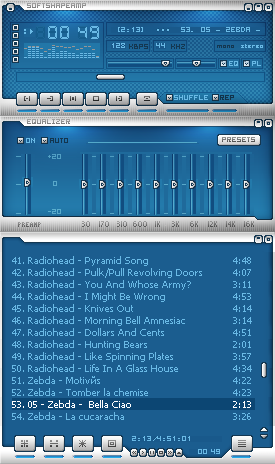 SOFTSHAPEAMP
00 49
[2:13] ••• 53. 05 - ZEBDA -
128 KBPS 44 KHZ mono stereo
EQ PL
SHUFFLE REP
EQUALIZER
ON AUTO PRESETS
+20 +20
0 0
-20 -20
PREAMP 60 170 310 600 1K 3K 6K 12K 14K 16K
41. Radiohead - Pyramid Song 4:48
42. Radiohead - Pulk/Pull Revolving Doors 4:07
43. Radiohead - You And Whose Army? 3:11
44. Radiohead - I Might Be Wrong 4:53
45. Radiohead - Knives Out 4:14
46. Radiohead - Morning Bell Amnesiac 3:14
47. Radiohead - Dollars And Cents 4:51
48. Radiohead - Hunting Bears 2:01
49. Radiohead - Like Spinning Plates 3:57
50. Radiohead - Life In A Glass House 4:34
51. Zebda - Motivйs 4:22
52. Zebda - Tomber la chemise 4:23
53. 05 - Zebda - Bella Ciao 2:13
54. Zebda - La cucaracha 3:26
2:13/4:51:01
00 49